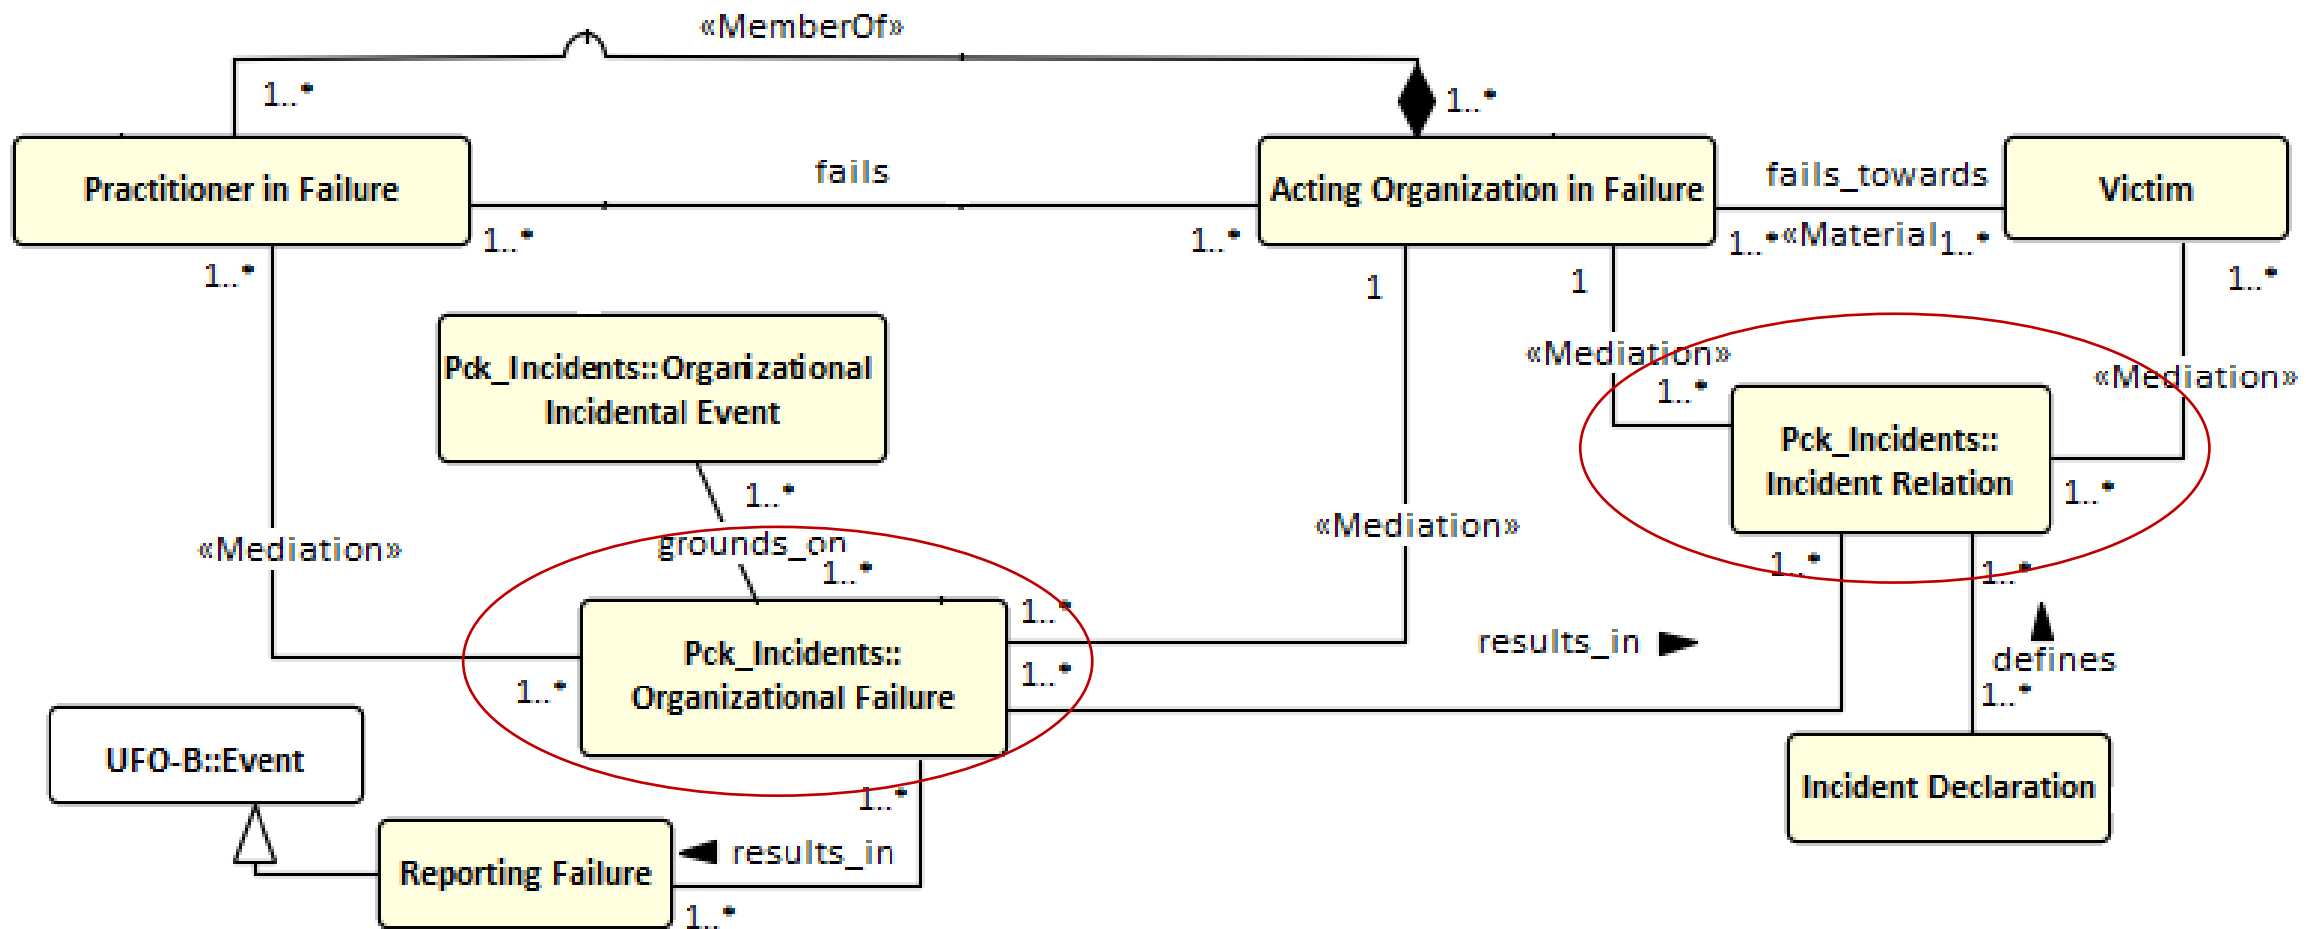 «MemberOf»
1..*
1..*
Practitioner in Failure
fails
Acting Organization in Failure
fails_towards
Victim
1..*
1..*
1..*
«Material
1..*
1..*
1
1
1..*
Pck_Incidents::Organizational
Incidental Event
«Mediation»
1..*
«Mediation»
Pck_Incidents::
Incident Relation
1..*
1..*
«Mediation»
«Mediation»
grounds_on
1..*
1..*
1..*
1..*
Pck_Incidents::
Organizational Failure
1..*
1..*
results_in
defines
1..*
UFO-B::Event
Incident Declaration
1..*
results_in
Reporting Failure
1..*